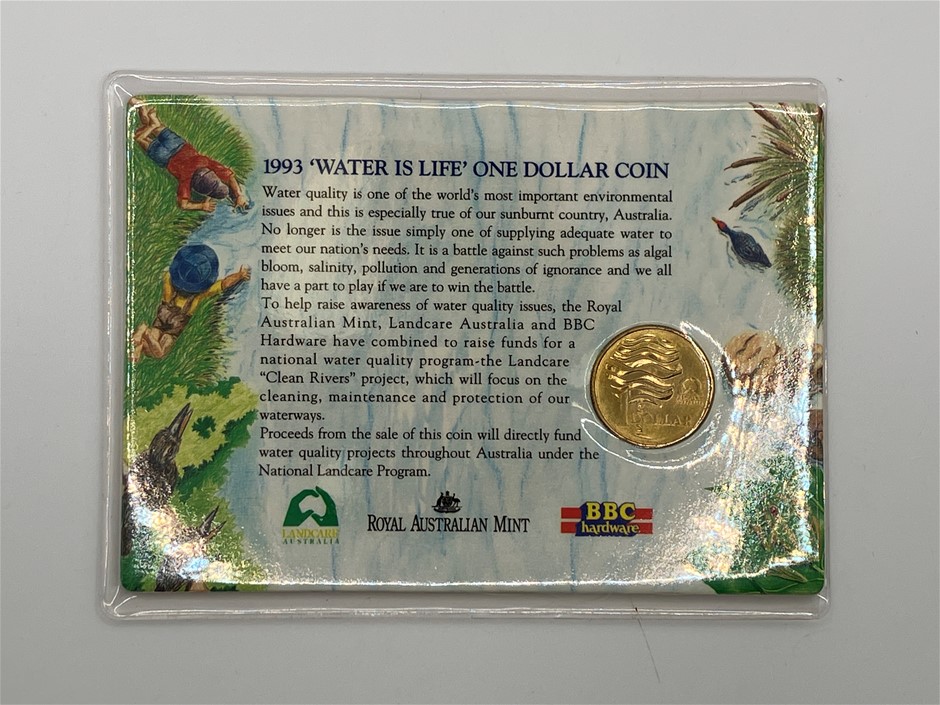 1993 ‘WATER IS LIFE’ ONE DOLLAR COIN
Water quality is one of the world's most important environmental
issues and this is especially true of our sunburnt country, Australia.
No longer is the issue simply one of supplying adequate water to
meet our nation's needs. It is a battle against such problems as algal
bloom, salinity, pollution and generations of ignorance and we all
have a part to play if we are to win the battle.
To help raise awareness of water quality issues, the Royal
Australian Mint, Landcare Australia and BBC
Hardware have combined to raise funds for a
national water quality program-the Landcare
“Clean Rivers” project, which will focus on the
cleaning, maintenance and protection of our
waterways.
Proceeds from the sale of this coin will directly fund
water quality projects throughout Australia under the
National Landcare Program.
1 DOLLAR
LANDCARE
AUSTRALIA
ROYAL AUSTRALIAN MINT
BBC
hardware